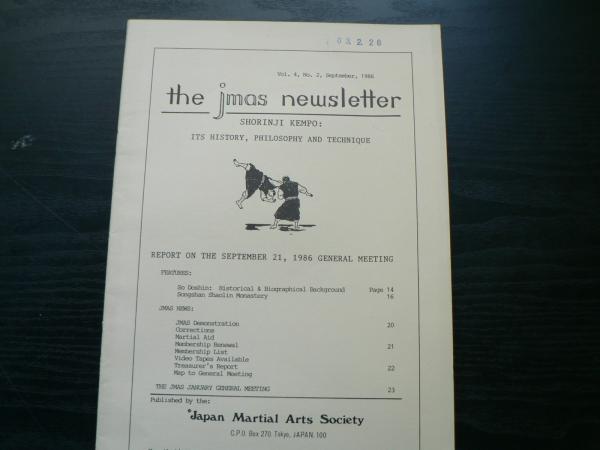 03.2.20
Vol. 4, No. 2, September, 1986
the jmas newsletter
SHORINJI KEMPO:
ITS HISTORY, PHILOSOPHY AND TECHNIQUE
REPORT ON THE SEPTEMBER 21, 1986 GENERAL MEETING
FEATURES:
So Doshin: Historical & Biographical Background Page 14
Songshan Shaolin Monastery 16
JMAS NEWS:
JMAS Demonstration 20
Corrections
Martial Aid
Membership Renewal 21
Membership List
Video Tapes Available
Treasurer's Report 22
Map to General Meeting
THE JMAS JANUARY GENERAL MEETING 23
Published by the:
Japan Martial Arts Society
C.P.O. Box 270, Tokyo, JAPAN, 100